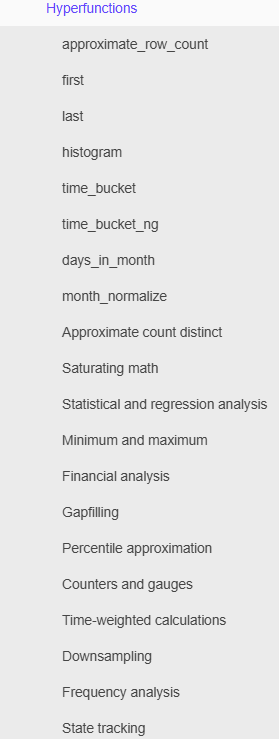 Hyperfunctions
approximate_row_count
first
last
histogram
time_bucket
time_bucket_ng
days_in_month
month_normalize
Approximate count distinct
Saturating math
Statistical and regression analysis
Minimum and maximum
Financial analysis
Gapfilling
Percentile approximation
Counters and gauges
Time-weighted calculations
Downsampling
Frequency analysis
State tracking